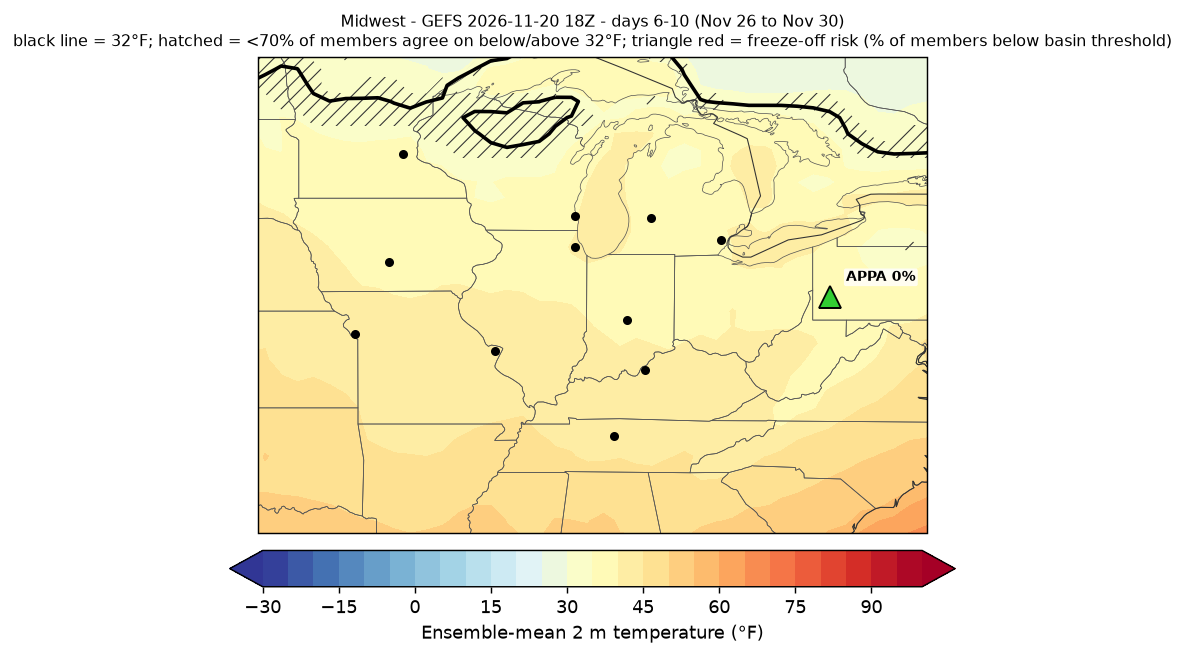 Midwest - GEFS 2026-11-20 18Z - days 6-10 (Nov 26 to Nov 30)
black line = 32°F; hatched = <70% of members agree on below/above 32°F; triangle red = freeze-off risk (% of members below basin threshold)
APPA 0%
−30 −15 0 15 30 45 60 75 90
Ensemble-mean 2 m temperature (°F)